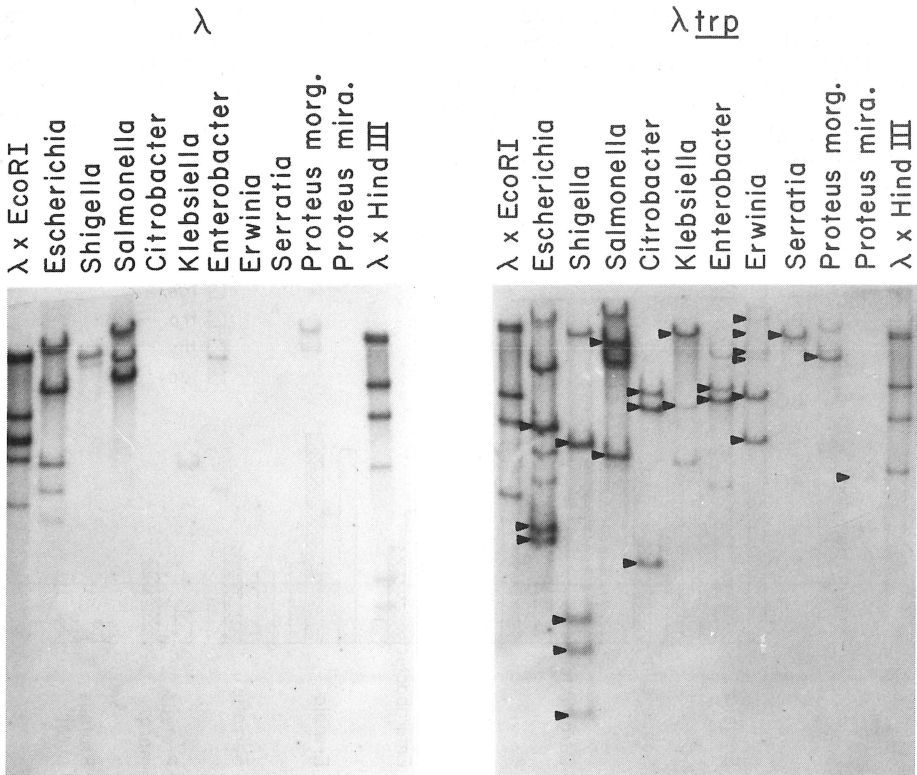 λ
λ x EcoRI
Escherichia
Shigella
Salmonella
Citrobacter
Klebsiella
Enterobacter
Erwinia
Serratia
Proteus morg.
Proteus mira.
λ x Hind III
λ trp
λ x EcoRI
Escherichia
Shigella
Salmonella
Citrobacter
Klebsiella
Enterobacter
Erwinia
Serratia
Proteus morg.
Proteus mira.
λ x Hind III